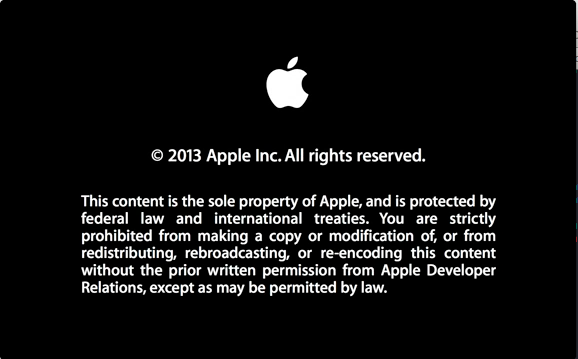 © 2013 Apple Inc. All rights reserved.
This content is the sole property of Apple, and is protected by
federal law and international treaties. You are strictly
prohibited from making a copy or modification of, or from
redistributing, rebroadcasting, or re-encoding this content
without the prior written permission from Apple Developer
Relations, except as may be permitted by law.